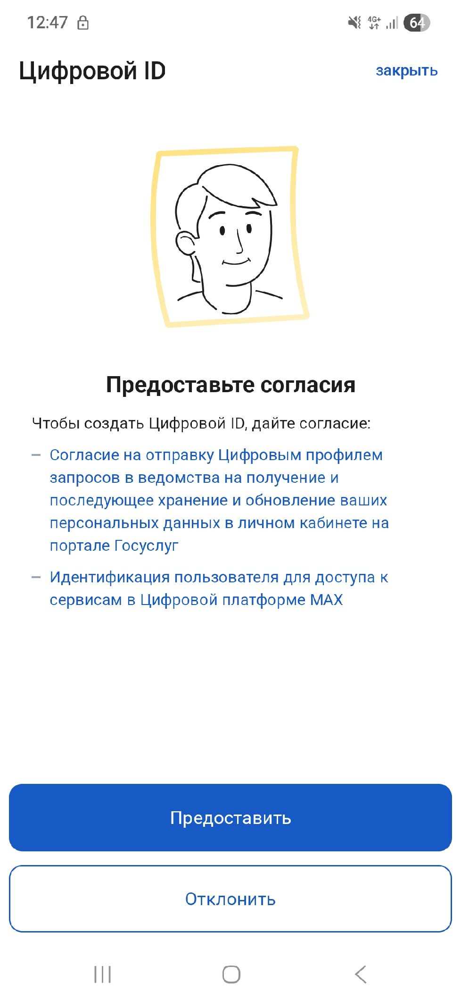 12:47
4G+
64
Цифровой ID
закрыть
Предоставьте согласия
Чтобы создать Цифровой ID, дайте согласие:
– Согласие на отправку Цифровым профилем
запросов в ведомства на получение и
последующее хранение и обновление ваших
персональных данных в личном кабинете на
портале Госуслуг
– Идентификация пользователя для доступа к
сервисам в Цифровой платформе MAX
Предоставить
Отклонить